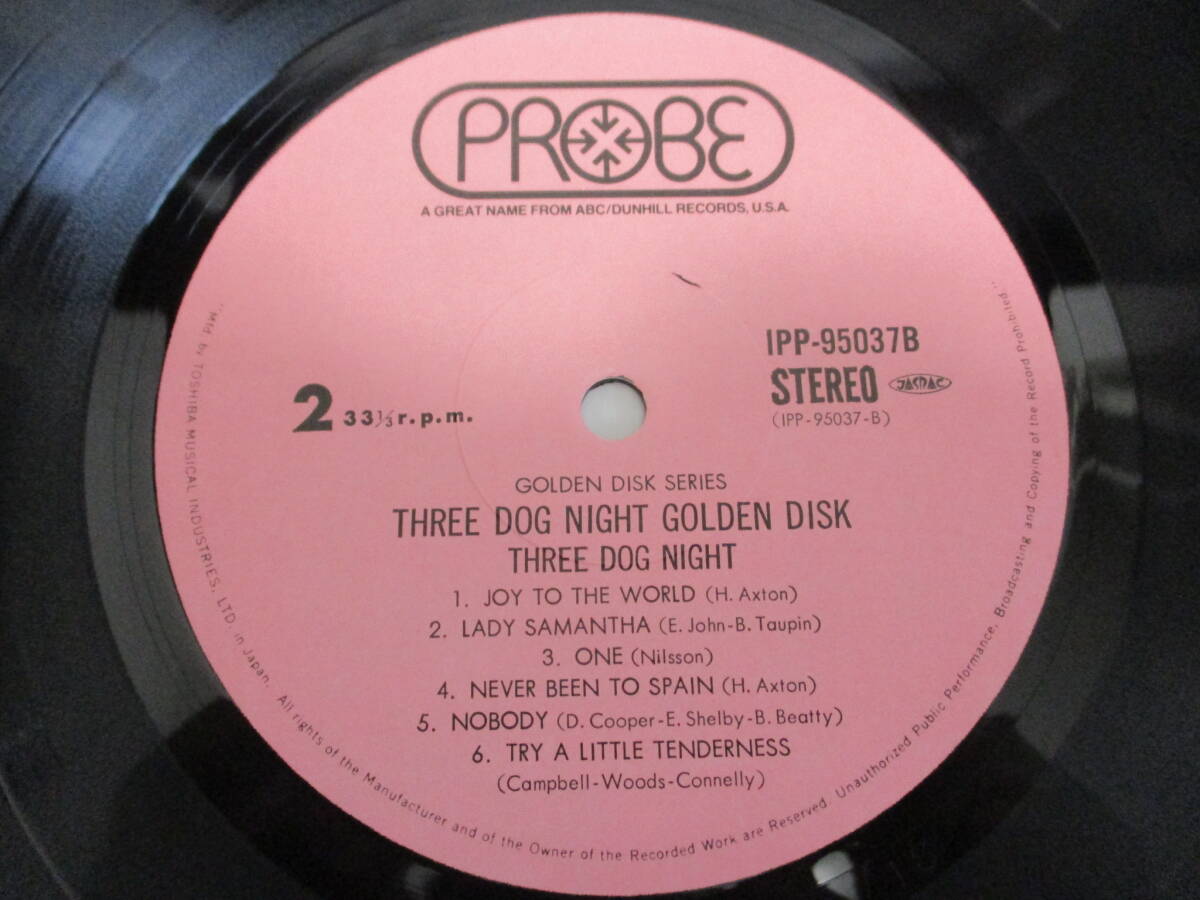 PROBE
A GREAT NAME FROM ABC/DUNHILL RECORDS, U.S.A.
IPP-95037B
STEREO JASRAC
(IPP-95037-B)
2 33⅓ r.p.m.
GOLDEN DISK SERIES
THREE DOG NIGHT GOLDEN DISK
THREE DOG NIGHT
1. JOY TO THE WORLD (H. Axton)
2. LADY SAMANTHA (E. John-B. Taupin)
3. ONE (Nilsson)
4. NEVER BEEN TO SPAIN (H. Axton)
5. NOBODY (D. Cooper-E. Shelby-B. Beatty)
6. TRY A LITTLE TENDERNESS
(Campbell-Woods-Connelly)
"Mfd by TOSHIBA MUSICAL INDUSTRIES, LTD. in Japan. All rights of the Manufacturer and of the Owner of the Recorded Work are Reserved. Unauthorized Public Performance, Broadcasting and Copying of the Record Prohibited."